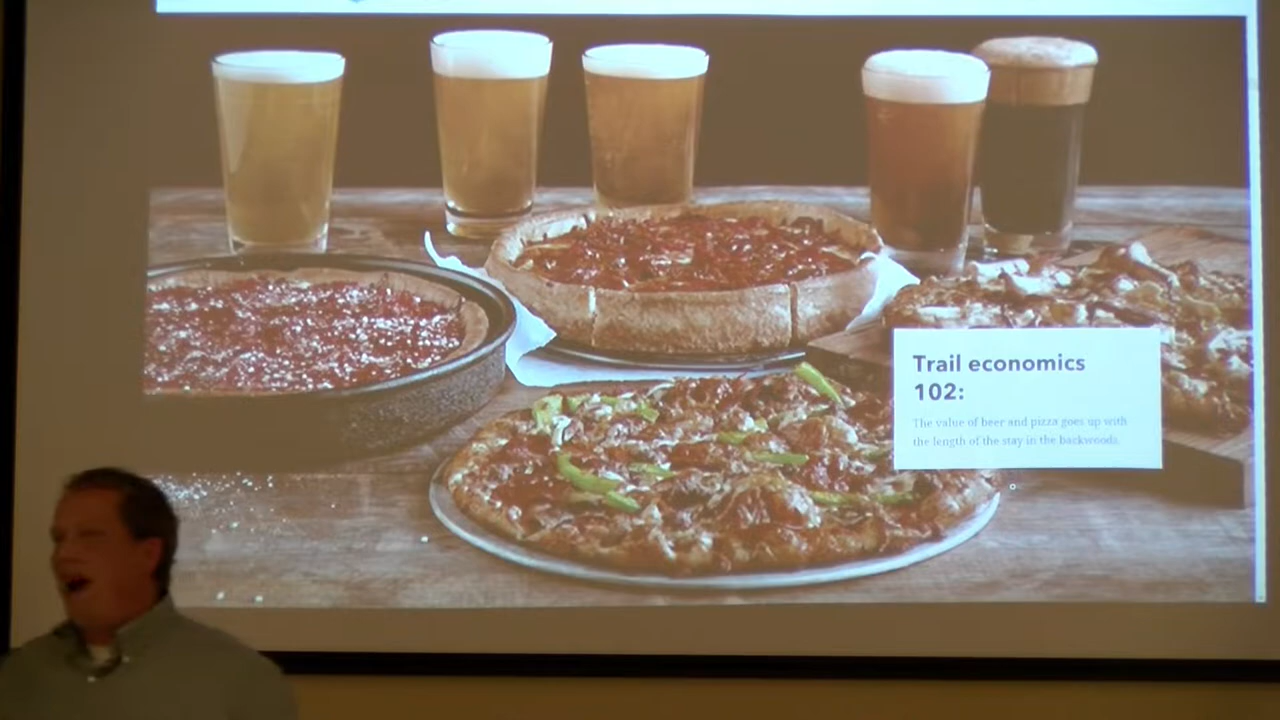 Trail economics
102:
The value of beer and pizza goes up with
the length of the stay in the backwoods.